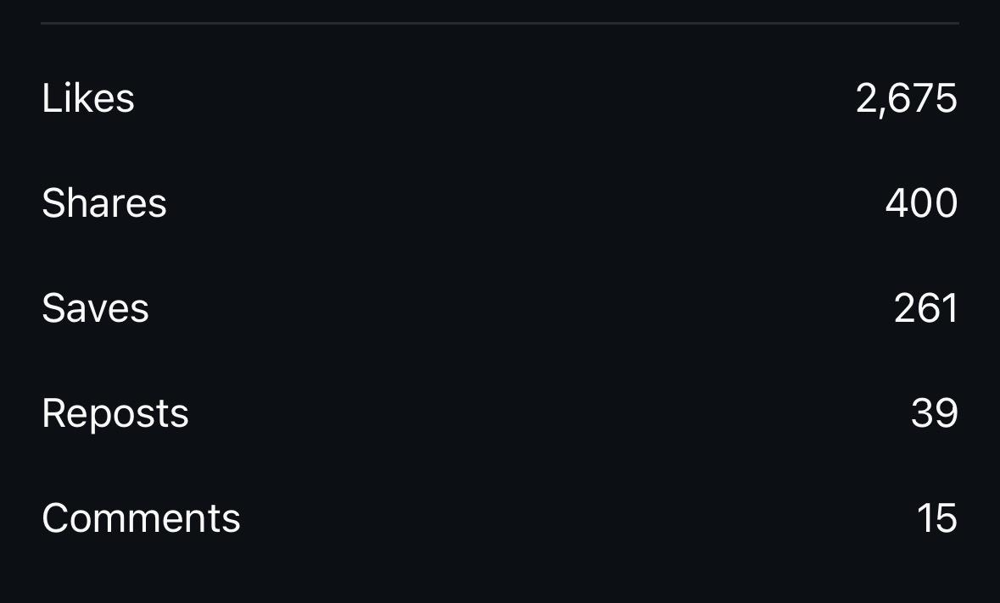 Likes 2,675
Shares 400
Saves 261
Reposts 39
Comments 15